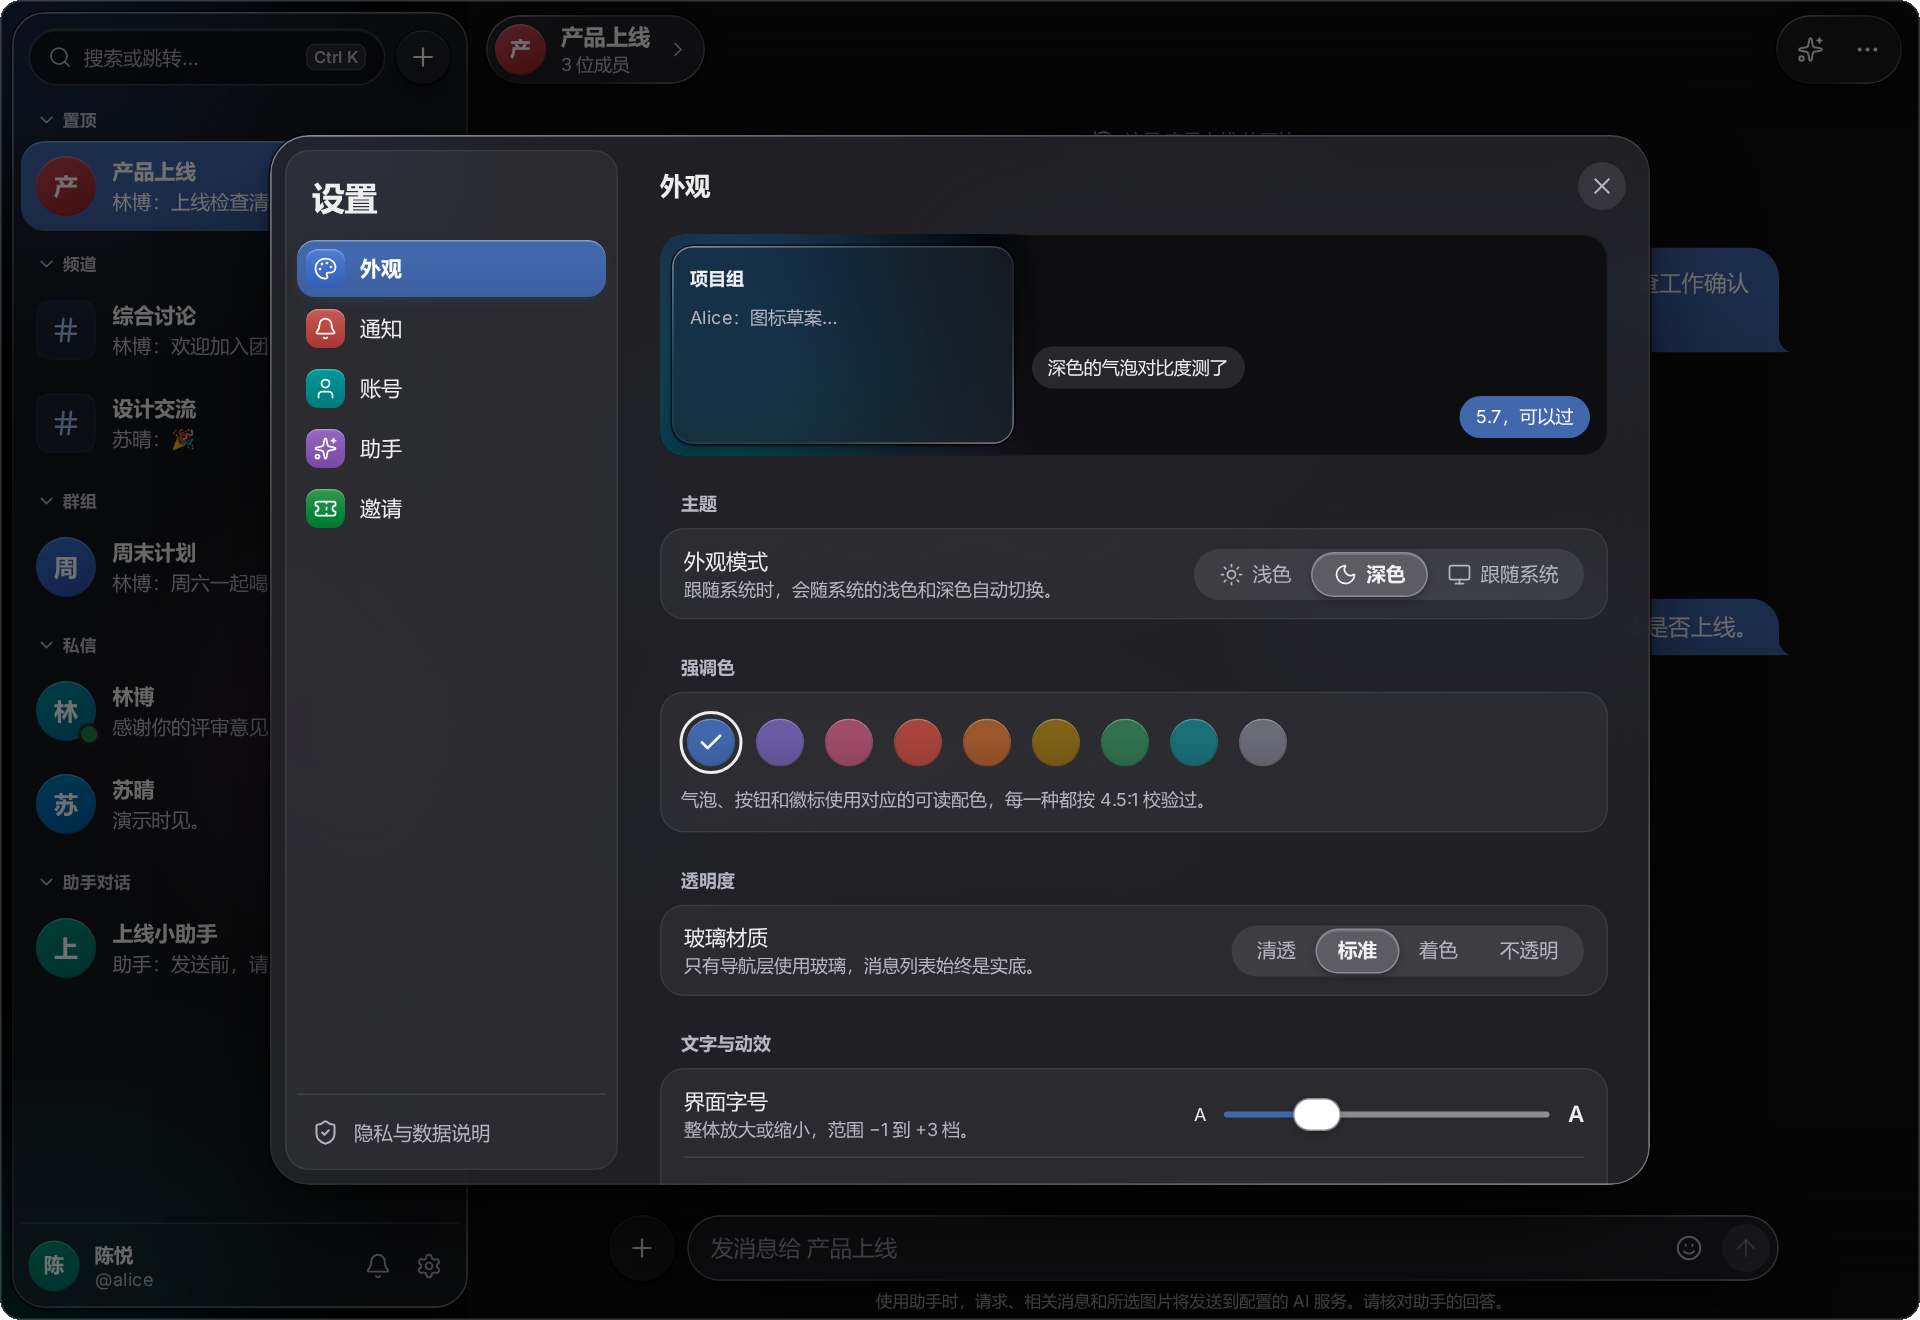 搜索或跳转...
Ctrl K
置顶
产
产品上线
林博：上线检查清
频道
综合讨论
林博：欢迎加入团
设计交流
苏晴：🎉
群组
周
周末计划
林博：周六一起喝
私信
林
林博
感谢你的评审意见
苏
苏晴
演示时见。
助手对话
上
上线小助手
助手：发送前，请
陈
陈悦
@alice
产
产品上线
3 位成员
设置
外观
通知
账号
助手
邀请
隐私与数据说明
外观
项目组
Alice：图标草案...
深色的气泡对比度测了
5.7，可以过
主题
外观模式
跟随系统时，会随系统的浅色和深色自动切换。
浅色
深色
跟随系统
强调色
气泡、按钮和徽标使用对应的可读配色，每一种都按 4.5:1 校验过。
透明度
玻璃材质
只有导航层使用玻璃，消息列表始终是实底。
清透
标准
着色
不透明
文字与动效
界面字号
整体放大或缩小，范围 −1 到 +3 档。
A
A
查工作确认
是否上线。
发消息给 产品上线
使用助手时，请求、相关消息和所选图片将发送到配置的 AI 服务。请核对助手的回答。